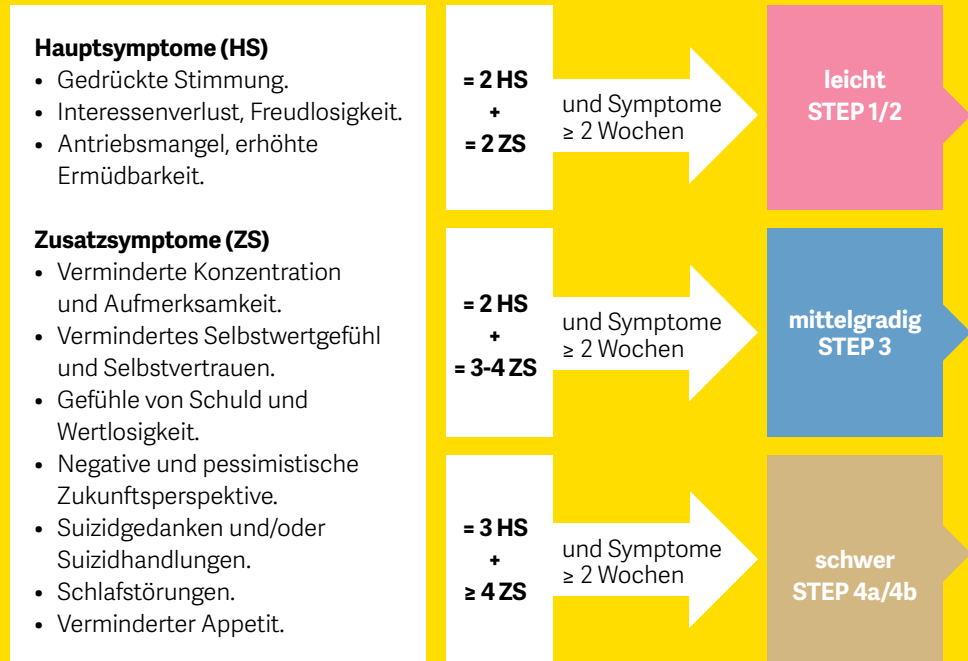 Hauptsymptome (HS)
• Gedrückte Stimmung.
• Interessenverlust, Freudlosigkeit.
• Antriebsmangel, erhöhte
Ermüdbarkeit.
Zusatzsymptome (ZS)
• Verminderte Konzentration
und Aufmerksamkeit.
• Vermindertes Selbstwertgefühl
und Selbstvertrauen.
• Gefühle von Schuld und
Wertlosigkeit.
• Negative und pessimistische
Zukunftsperspektive.
• Suizidgedanken und/oder
Suizidhandlungen.
• Schlafstörungen.
• Verminderter Appetit.
= 2 HS
+
= 2 ZS
und Symptome
≥ 2 Wochen
leicht
STEP 1/2
= 2 HS
+
= 3-4 ZS
und Symptome
≥ 2 Wochen
mittelgradig
STEP 3
= 3 HS
+
≥ 4 ZS
und Symptome
≥ 2 Wochen
schwer
STEP 4a/4b